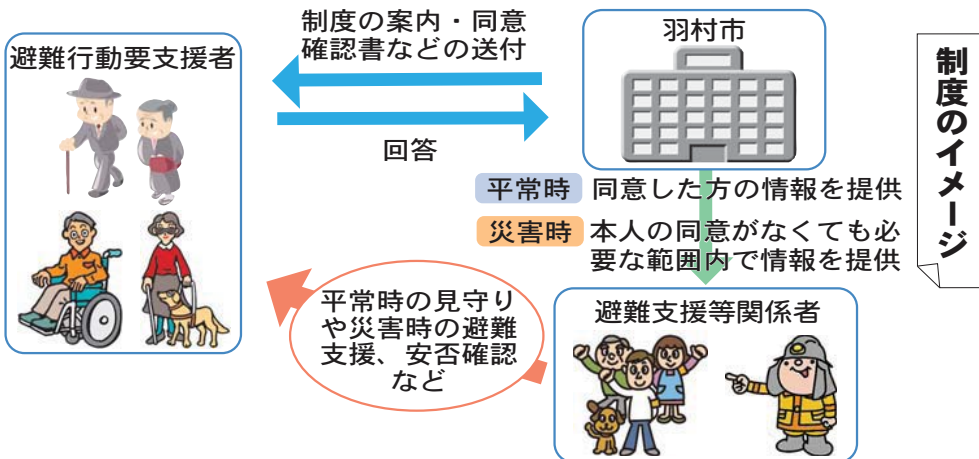 制度のイメージ
避難行動要支援者
制度の案内・同意
確認書などの送付
回答
羽村市
平常時 同意した方の情報を提供
災害時 本人の同意がなくても必
要な範囲内で情報を提供
避難支援等関係者
平常時の見守り
や災害時の避難
支援、安否確認
など